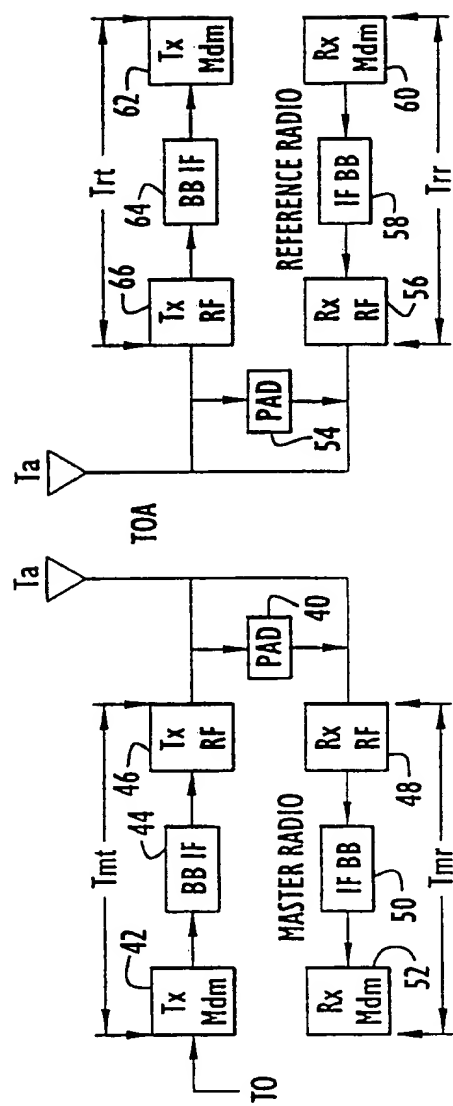 TO
Tmt
42
Tx
Mdm
44
BB IF
46
Tx
RF
MASTER RADIO
Rx
Mdm
52
IF BB
50
Rx
RF
48
Tmr
PAD
40
Ta
TOA
Ta
PAD
54
Trt
66
Tx
RF
64
BB IF
62
Tx
Mdm
REFERENCE RADIO
Rx
RF
56
IF BB
58
Rx
Mdm
60
Trr